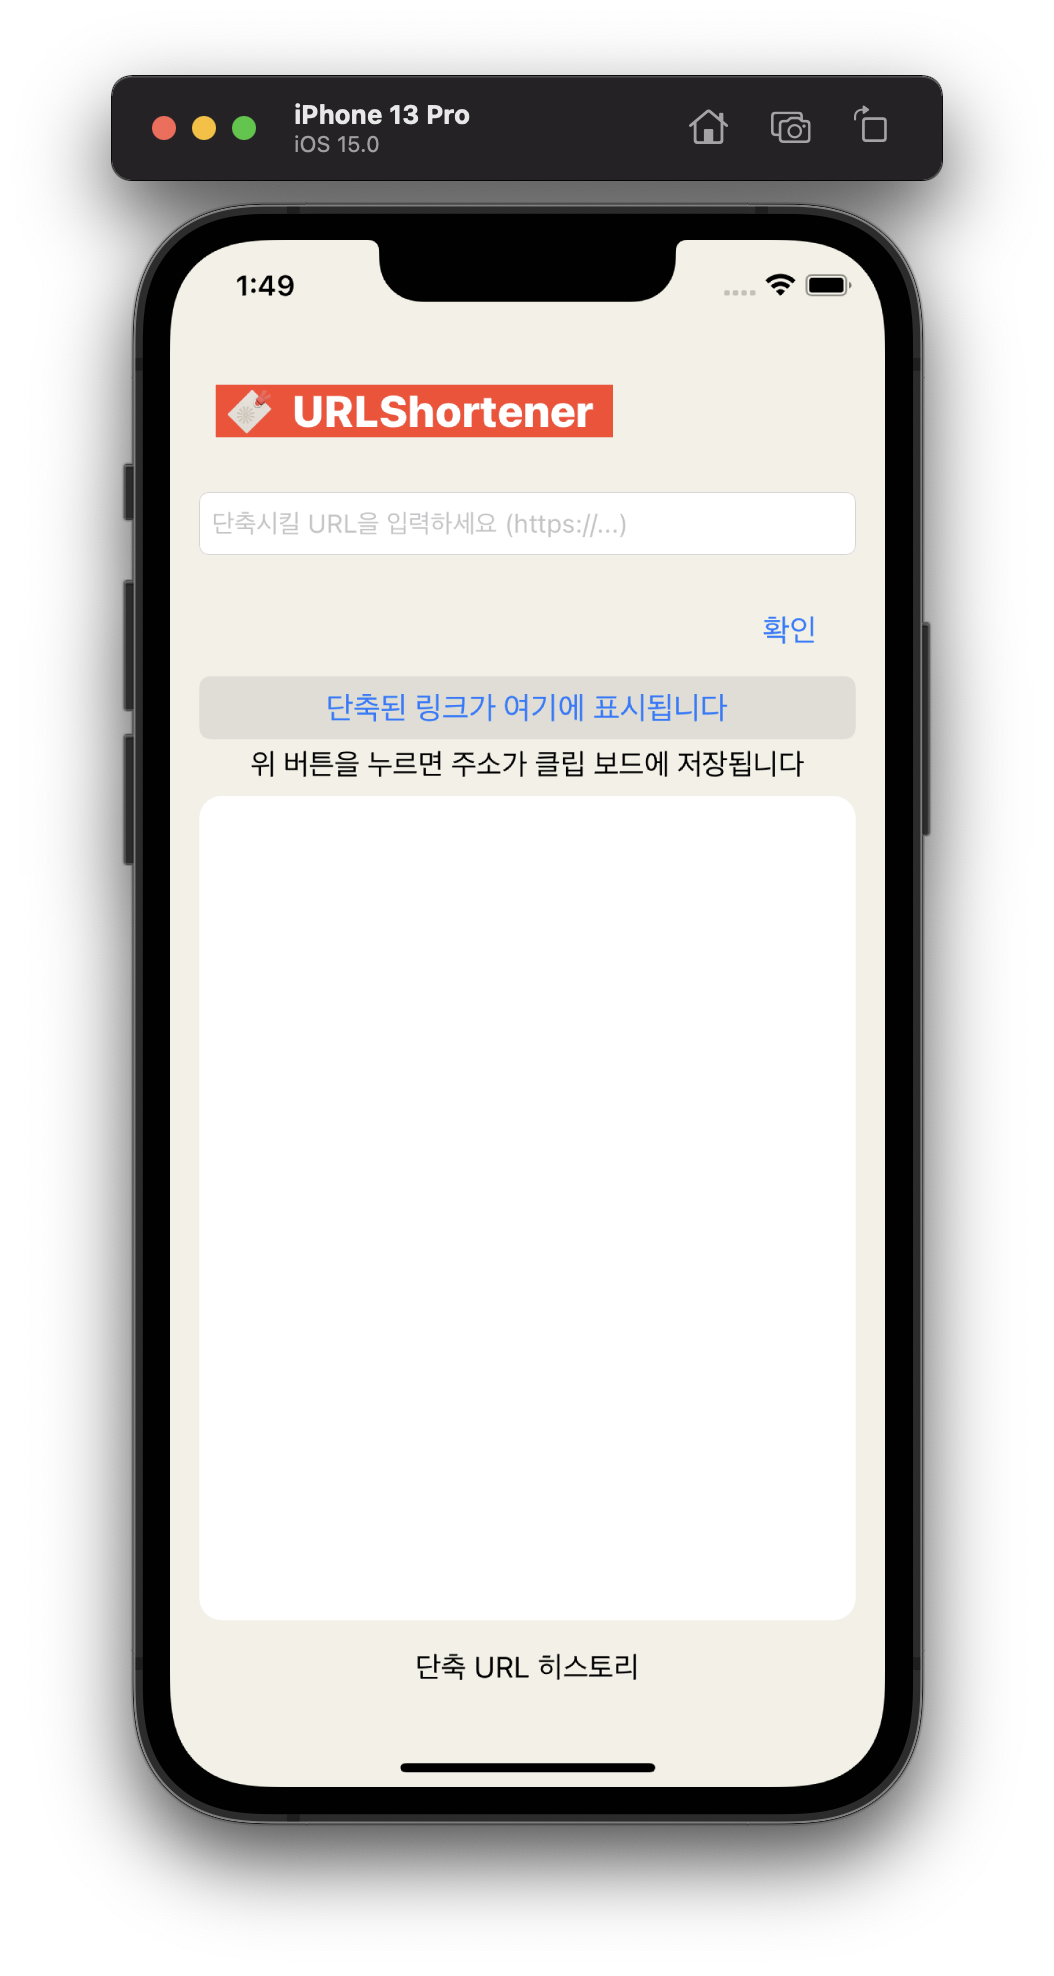 iPhone 13 Pro
iOS 15.0
1:49
URLShortener
단축시킬 URL을 입력하세요 (https://...)
확인
단축된 링크가 여기에 표시됩니다
위 버튼을 누르면 주소가 클립 보드에 저장됩니다
단축 URL 히스토리